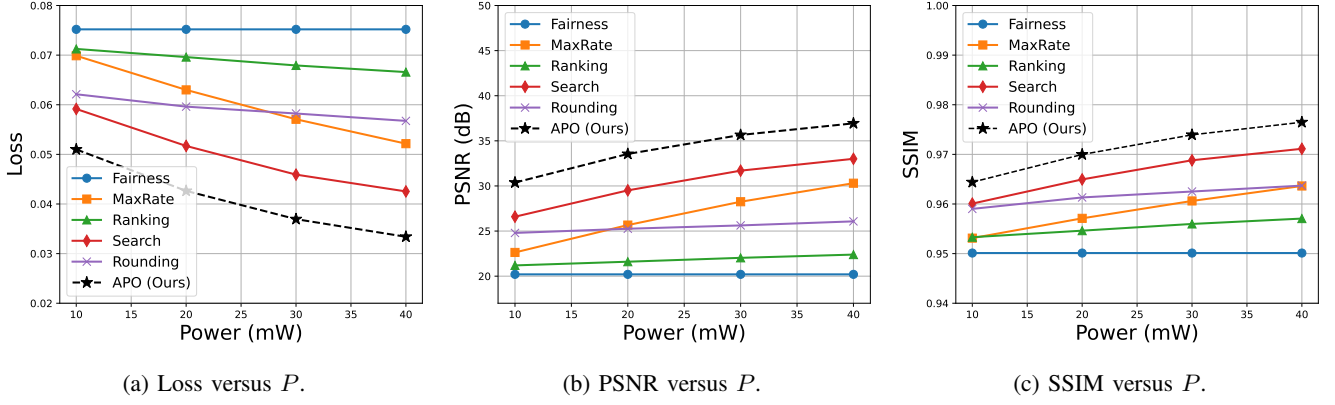 0.08
0.07
0.06
0.05
0.04
0.03
0.02
Loss
Fairness
MaxRate
Ranking
Search
Rounding
APO (Ours)
10 15 20 25 30 35 40
Power (mW)
(a) Loss versus P.
50
45
40
35
30
25
20
PSNR (dB)
Fairness
MaxRate
Ranking
Search
Rounding
APO (Ours)
10 15 20 25 30 35 40
Power (mW)
(b) PSNR versus P.
1.00
0.99
0.98
0.97
0.96
0.95
0.94
SSIM
Fairness
MaxRate
Ranking
Search
Rounding
APO (Ours)
10 15 20 25 30 35 40
Power (mW)
(c) SSIM versus P.